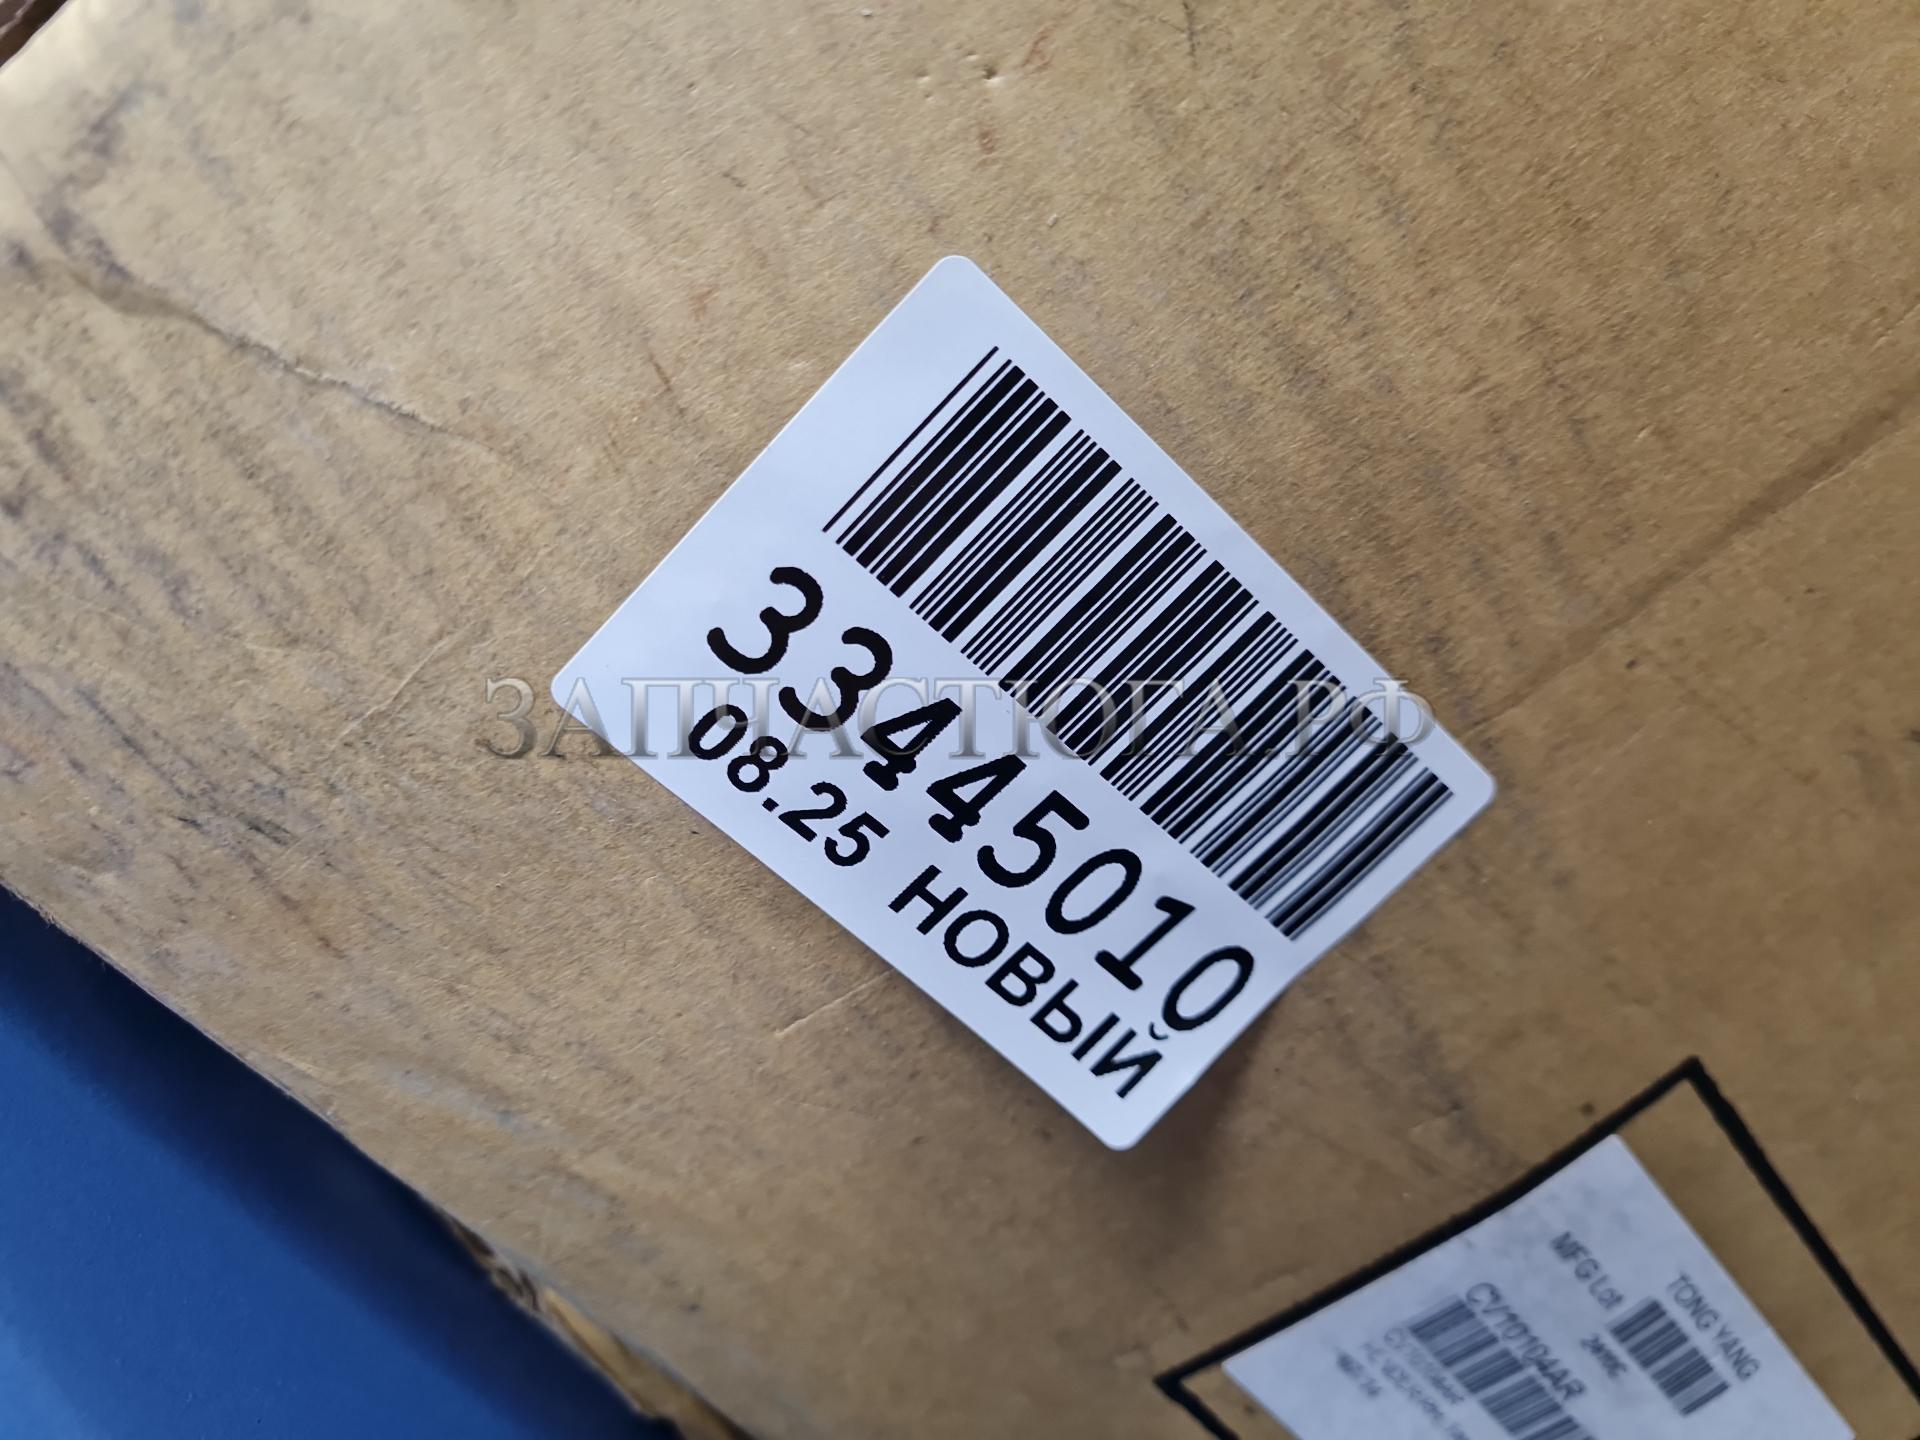 33445010
08.25 НОВЫЙ
ЗАПЧАСТЮГА.РФ
TONG YANG
MFG Lot
CV10104AR